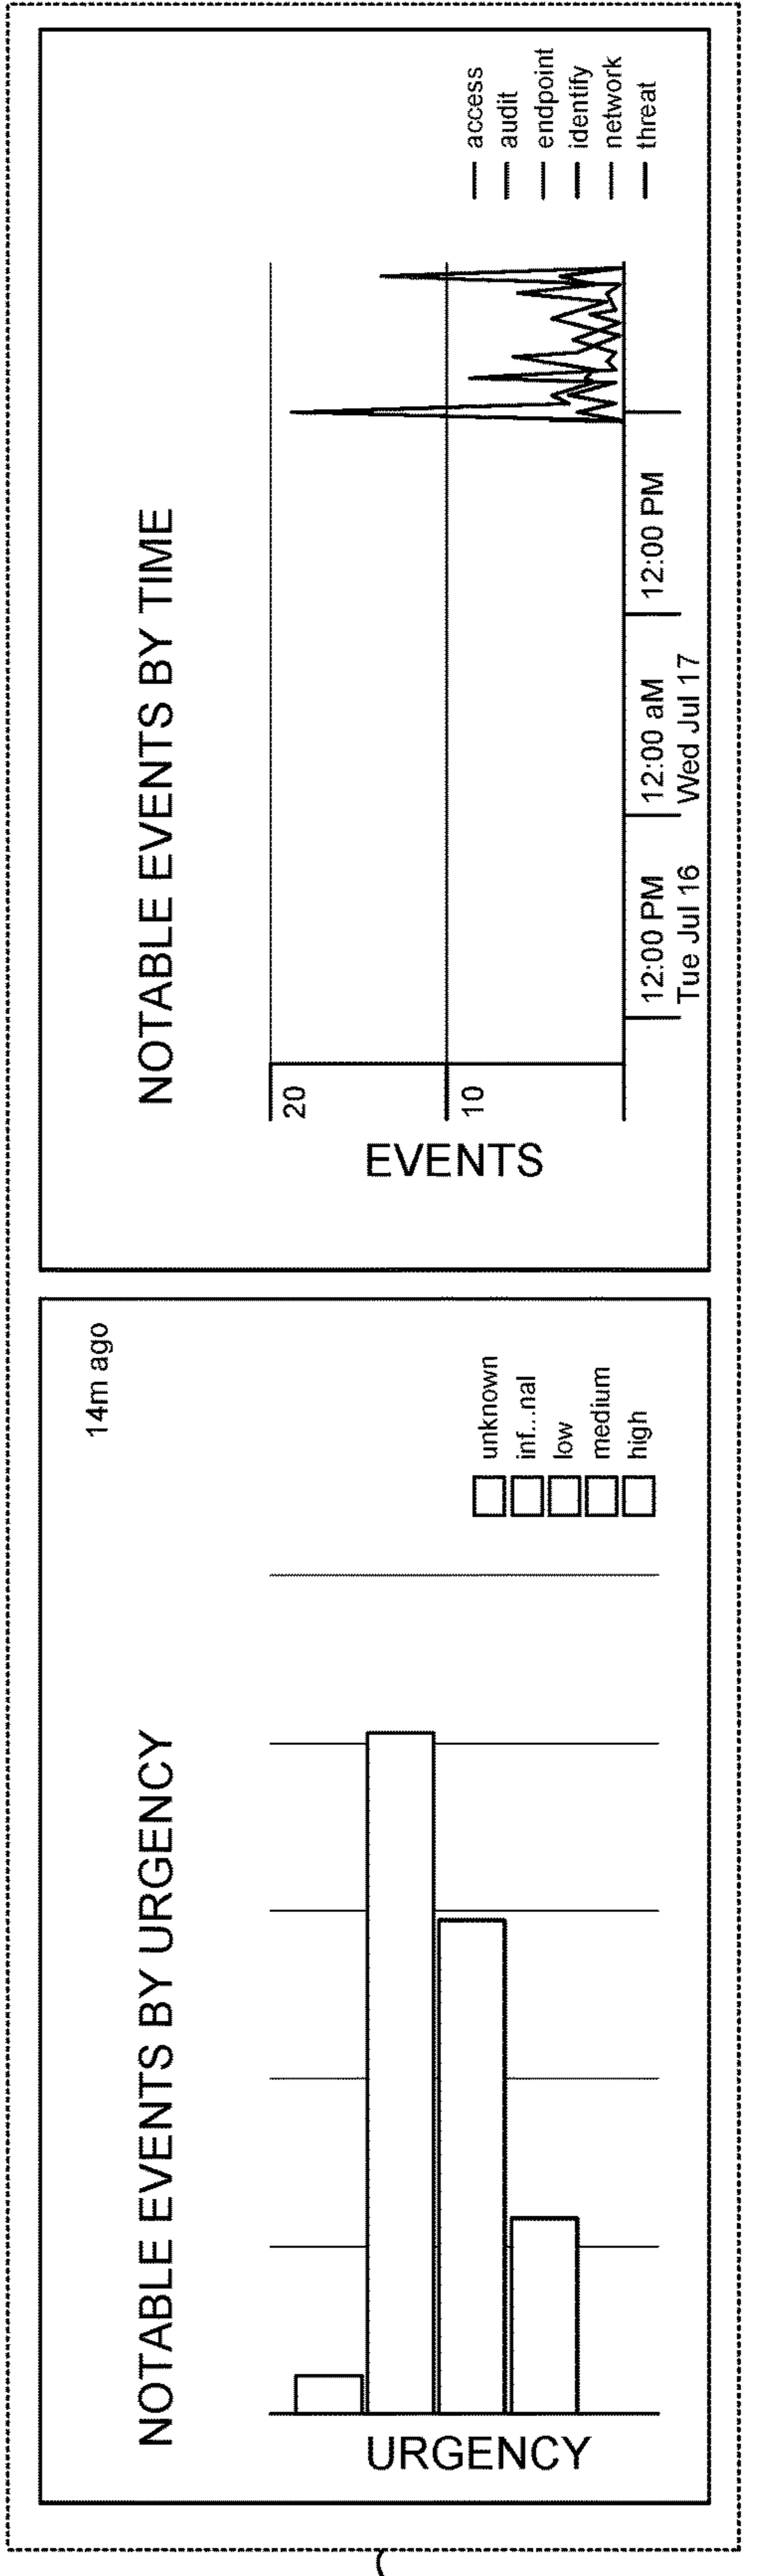 NOTABLE EVENTS BY URGENCY
14m ago
URGENCY
unknown
inf...nal
low
medium
high
NOTABLE EVENTS BY TIME
EVENTS
20
10
12:00 PM
Tue Jul 16
12:00 aM
Wed Jul 17
12:00 PM
access
audit
endpoint
identify
network
threat